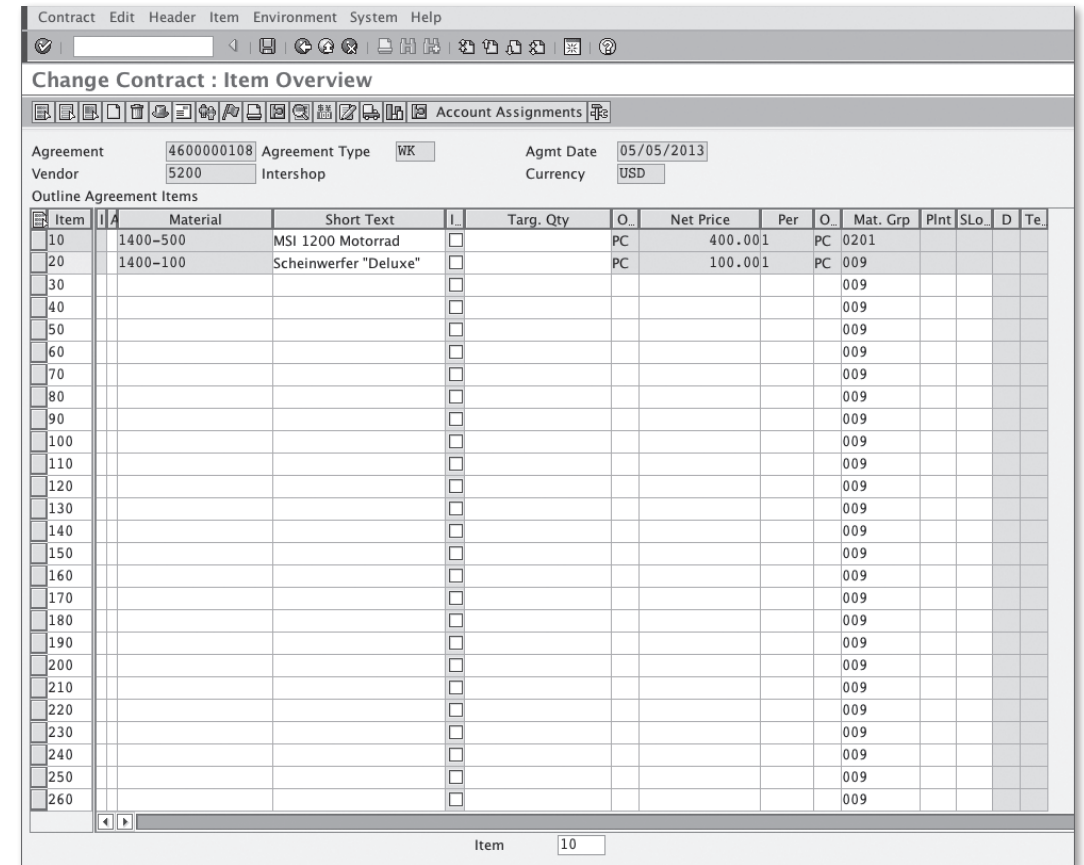 Contract Edit Header Item Environment System Help
Change Contract : Item Overview
Account Assignments
Agreement 4600000108 Agreement Type WK Agmt Date 05/05/2013
Vendor 5200 Intershop Currency USD
Outline Agreement Items
Item I A Material Short Text I.. Targ. Qty O.. Net Price Per O.. Mat. Grp Plnt SLo.. D Te..
10 1400-500 MSI 1200 Motorrad PC 400.00 1 PC 0201
20 1400-100 Scheinwerfer "Deluxe" PC 100.00 1 PC 009
30 009
40 009
50 009
60 009
70 009
80 009
90 009
100 009
110 009
120 009
130 009
140 009
150 009
160 009
170 009
180 009
190 009
200 009
210 009
220 009
230 009
240 009
250 009
260 009
Item 10